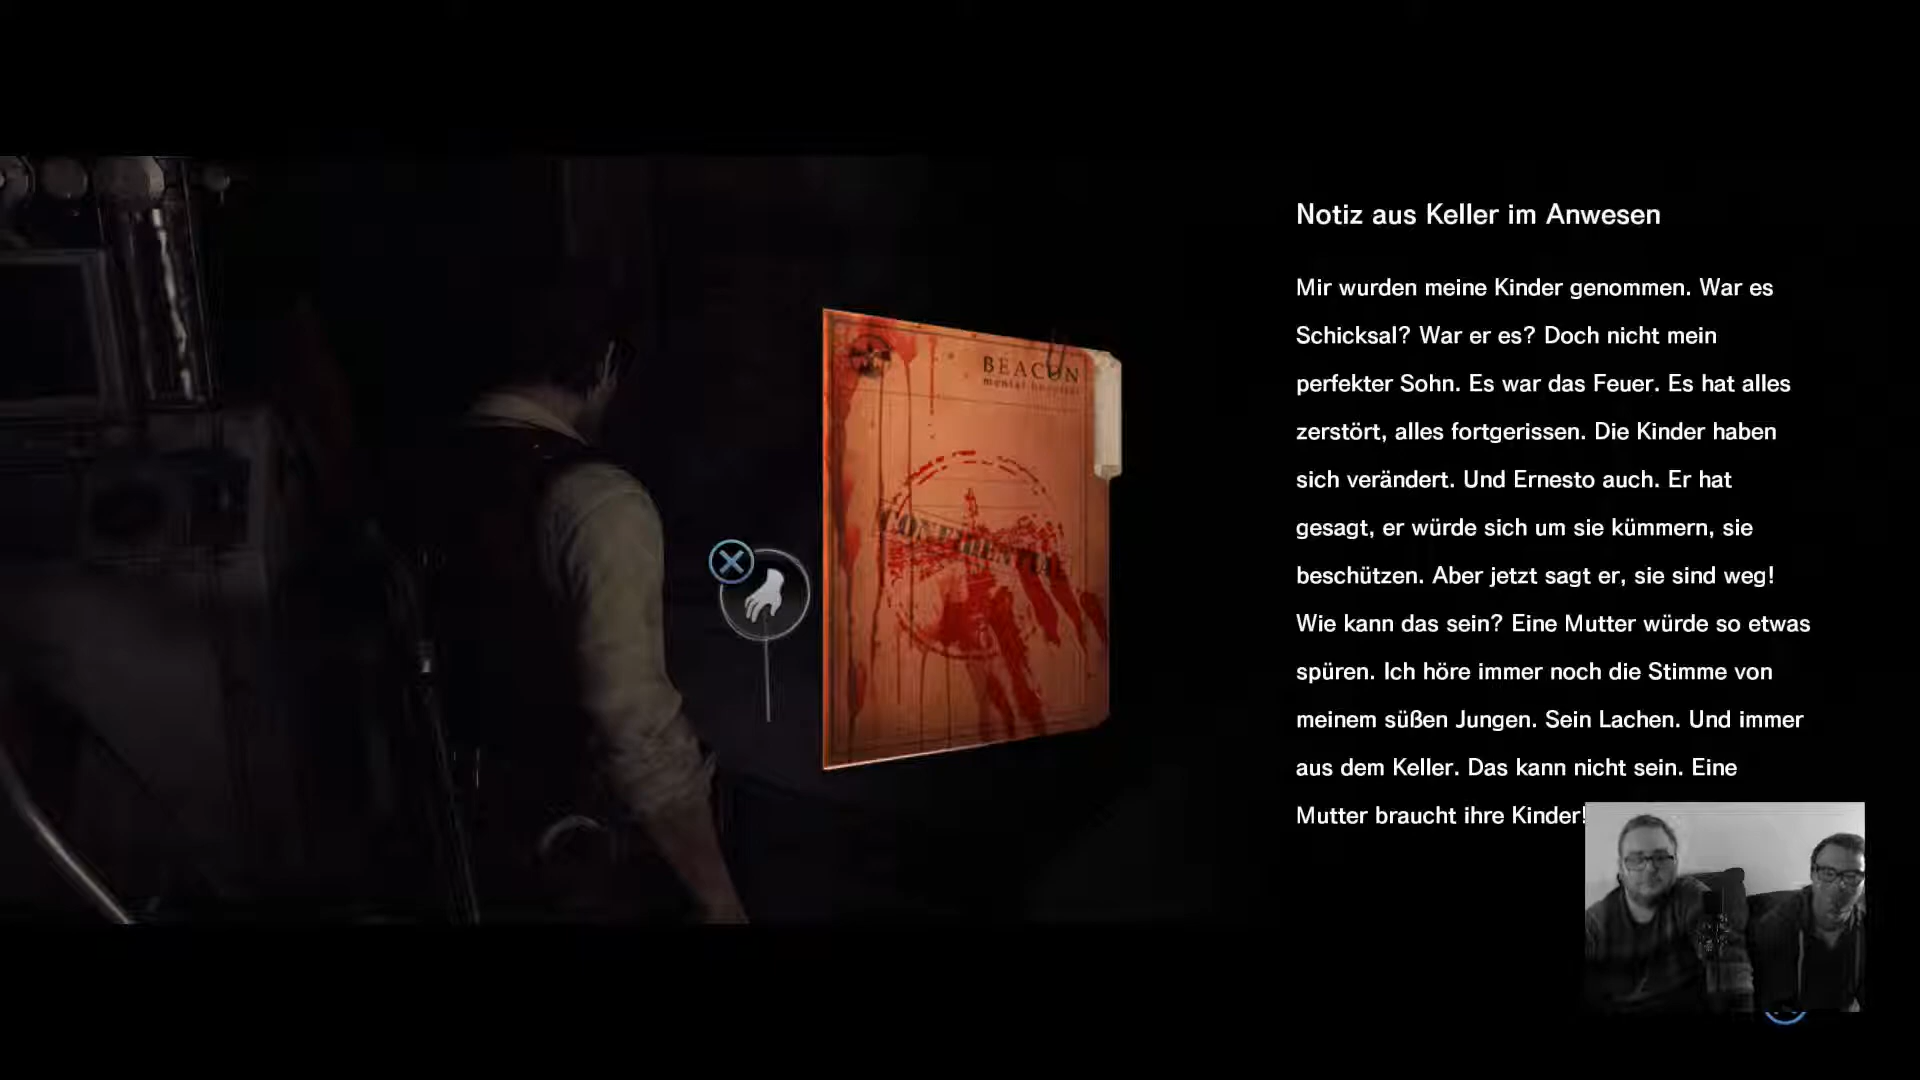 Notiz aus Keller im Anwesen
Mir wurden meine Kinder genommen. War es
Schicksal? War er es? Doch nicht mein
perfekter Sohn. Es war das Feuer. Es hat alles
zerstört, alles fortgerissen. Die Kinder haben
sich verändert. Und Ernesto auch. Er hat
gesagt, er würde sich um sie kümmern, sie
beschützen. Aber jetzt sagt er, sie sind weg!
Wie kann das sein? Eine Mutter würde so etwas
spüren. Ich höre immer noch die Stimme von
meinem süßen Jungen. Sein Lachen. Und immer
aus dem Keller. Das kann nicht sein. Eine
Mutter braucht ihre Kinder!
BEACON
mental hospital
CONFIDENTIAL